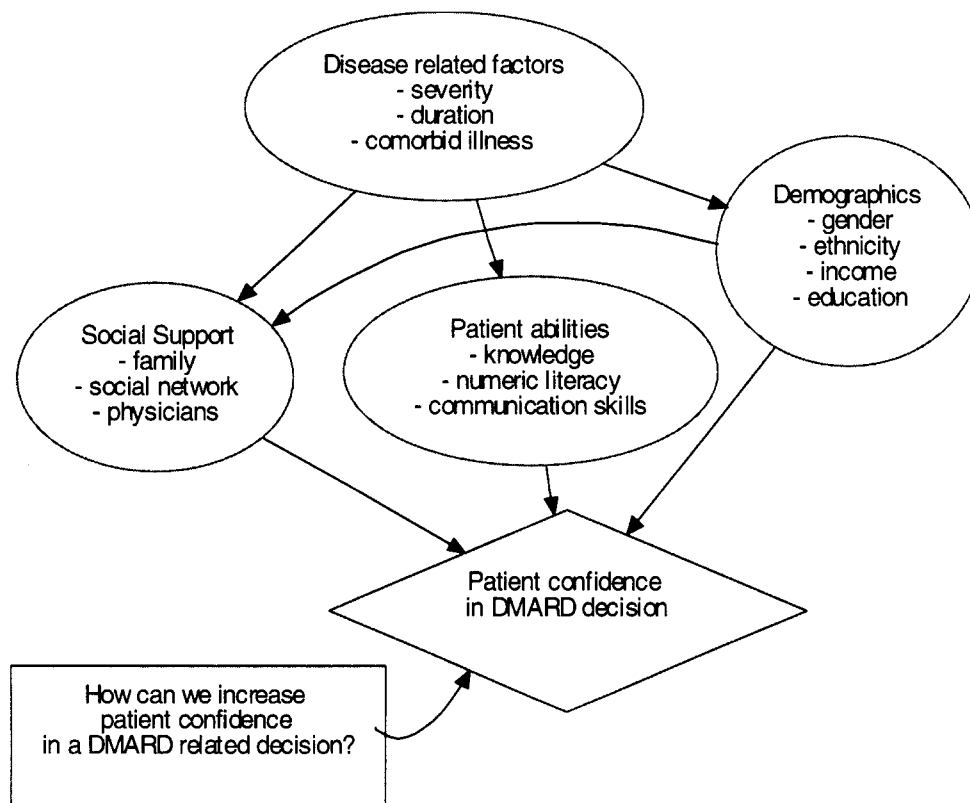 Disease related factors
- severity
- duration
- comorbid illness
Demographics
- gender
- ethnicity
- income
- education
Social Support
- family
- social network
- physicians
Patient abilities
- knowledge
- numeric literacy
- communication skills
Patient confidence
in DMARD decision
How can we increase
patient confidence
in a DMARD related decision?